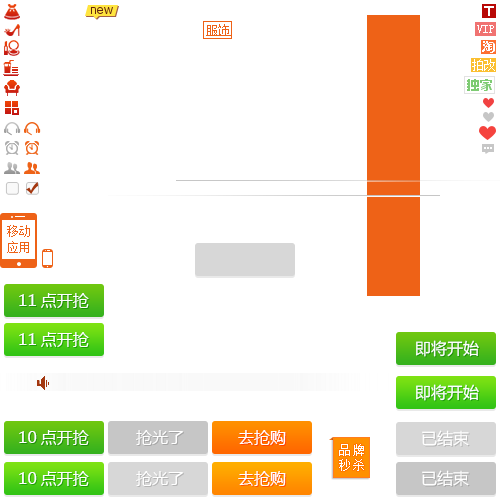 new
T
服饰
VIP
淘
拍改
独家
移动
应用
11 点开抢
11 点开抢
即将开始
即将开始
10 点开抢
抢光了
去抢购
品牌
秒杀
已结束
10 点开抢
抢光了
去抢购
已结束